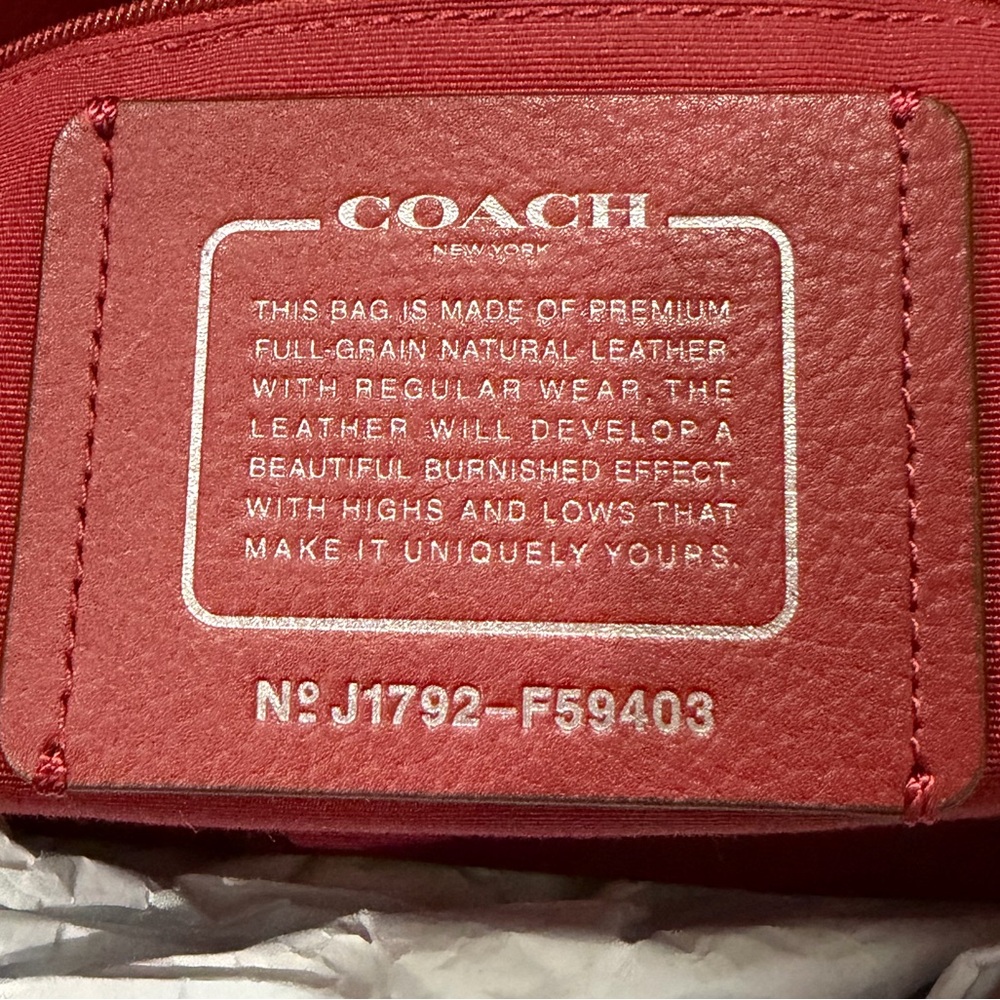 COACH
NEW YORK
THIS BAG IS MADE OF PREMIUM
FULL-GRAIN NATURAL LEATHER
WITH REGULAR WEAR, THE
LEATHER WILL DEVELOP A
BEAUTIFUL BURNISHED EFFECT,
WITH HIGHS AND LOWS THAT
MAKE IT UNIQUELY YOURS.
Nº J1792-F59403